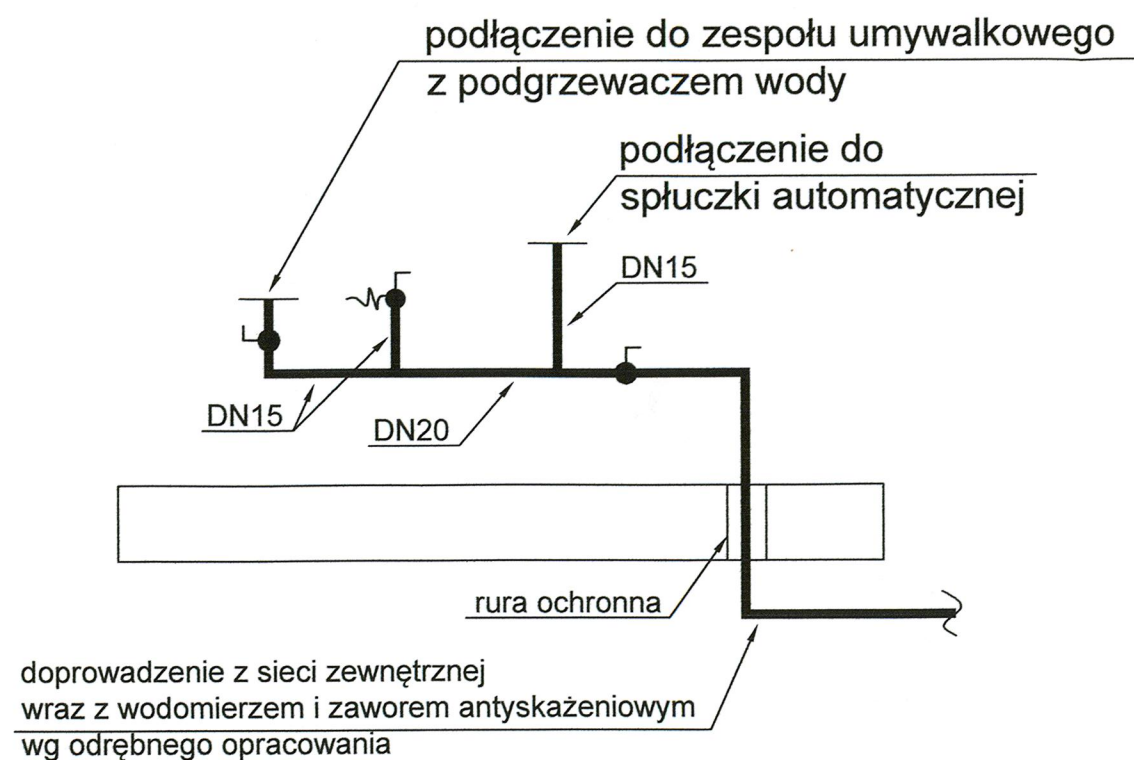 podłączenie do zespołu umywalkowego
z podgrzewaczem wody
podłączenie do
spłuczki automatycznej
DN15
DN15
DN20
rura ochronna
doprowadzenie z sieci zewnętrznej
wraz z wodomierzem i zaworem antyskażeniowym
wg odrębnego opracowania